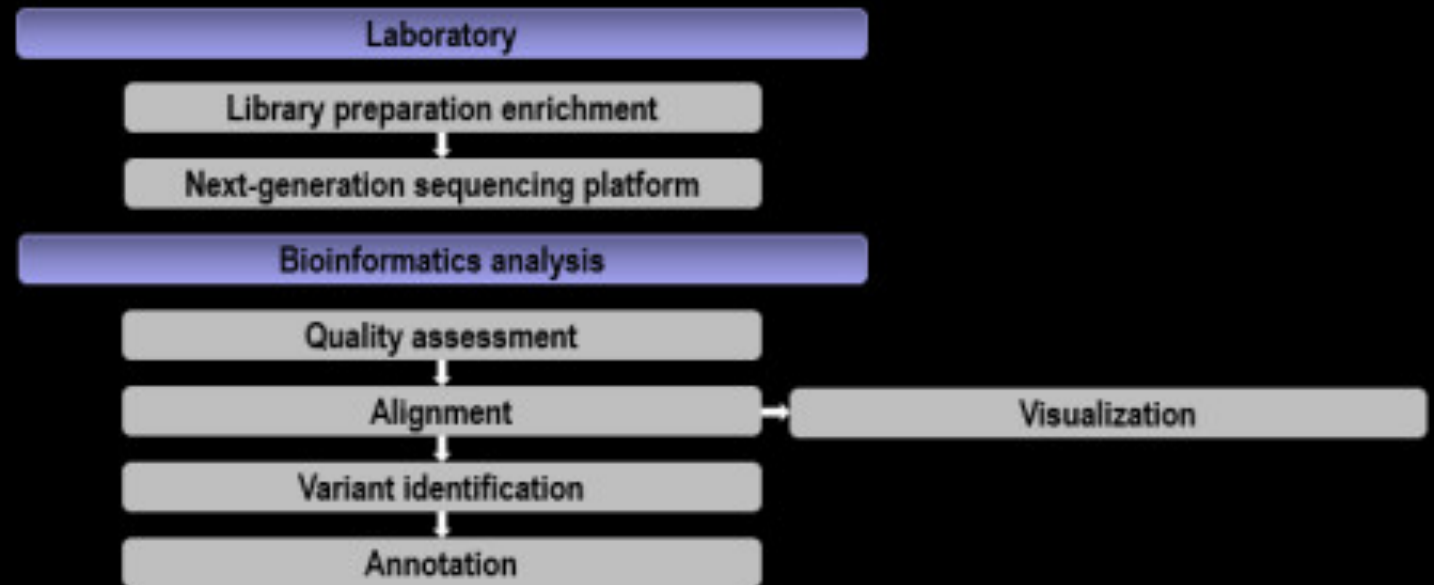 Laboratory
Library preparation enrichment
Next-generation sequencing platform
Bioinformatics analysis
Quality assessment
Alignment
Visualization
Variant identification
Annotation